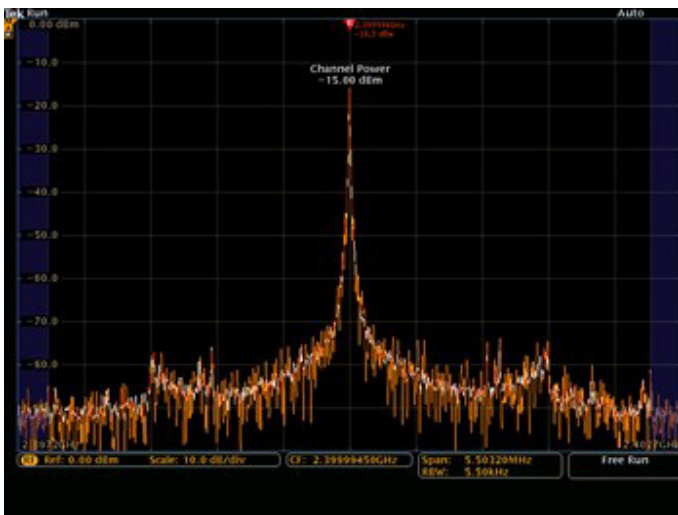 Tek Run
Auto
0.00 dBm
Channel Power
-15.00 dBm
-10.0
-20.0
-30.0
-40.0
-50.0
-60.0
-70.0
-80.0
Ref: 0.00 dBm Scale: 10.0 dB/div
CF: 2.39999450GHz
Span: 5.50320MHz
RBW: 5.50kHz
Free Run